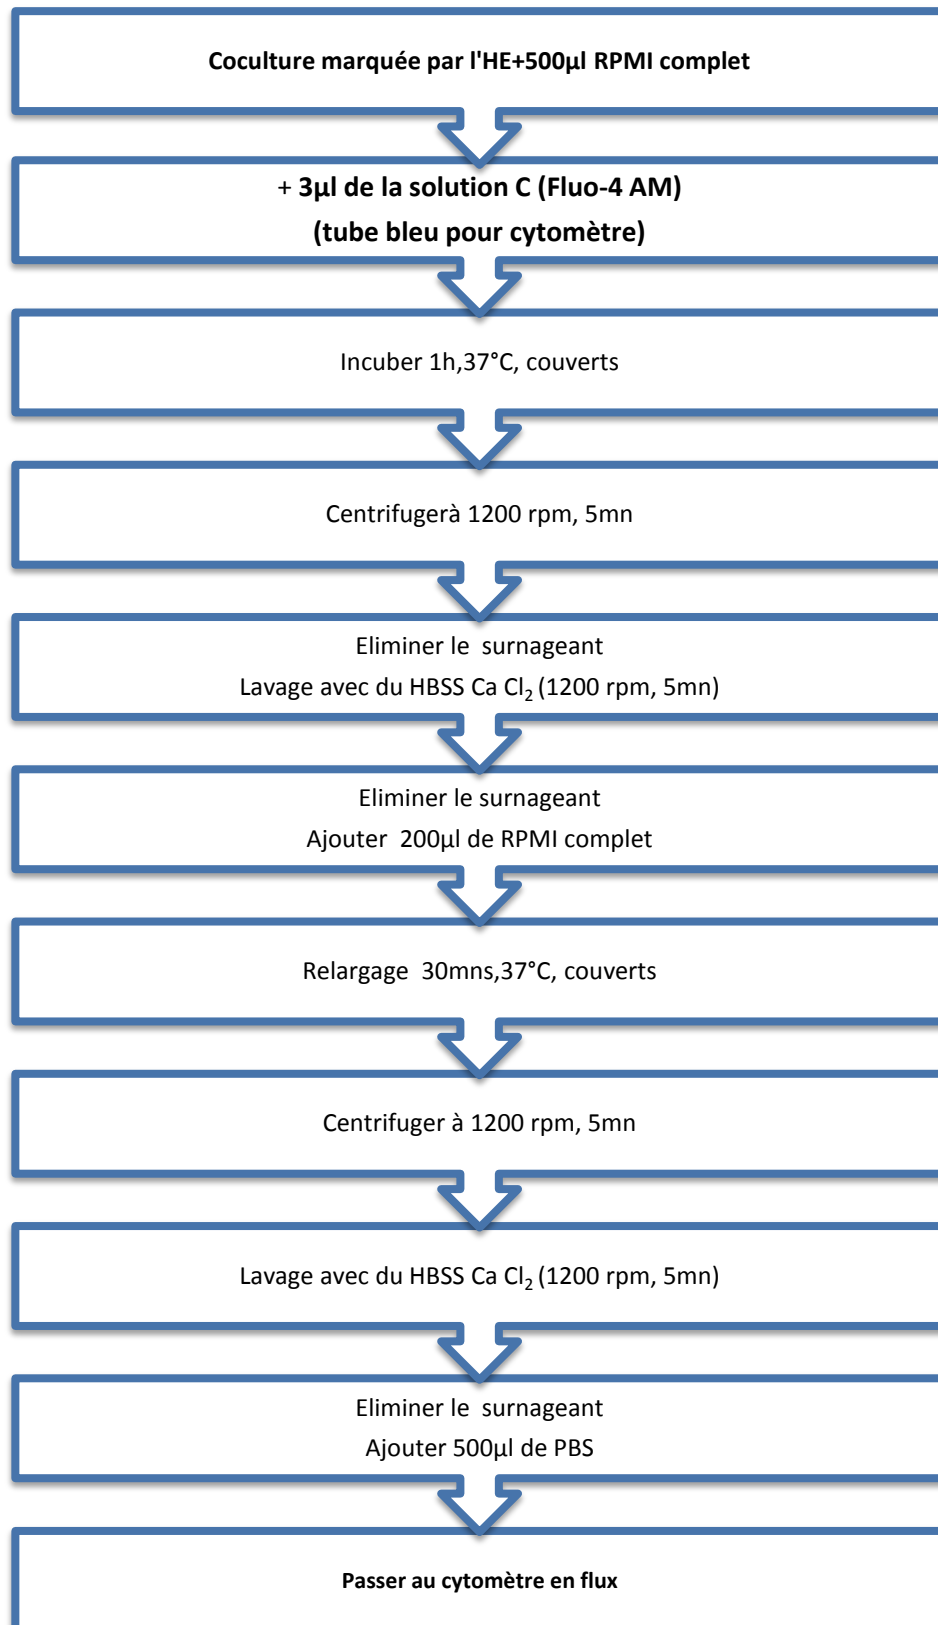 Coculture marquée par l'HE+500µl RPMI complet
+ 3µl de la solution C (Fluo-4 AM)
(tube bleu pour cytomètre)
Incuber 1h,37°C, couverts
Centrifugerà 1200 rpm, 5mn
Eliminer le  surnageant
Lavage avec du HBSS Ca Cl₂ (1200 rpm, 5mn)
Eliminer le surnageant
Ajouter  200µl de RPMI complet
Relargage  30mns,37°C, couverts
Centrifuger à 1200 rpm, 5mn
Lavage avec du HBSS Ca Cl₂ (1200 rpm, 5mn)
Eliminer le  surnageant
Ajouter 500µl de PBS
Passer au cytomètre en flux